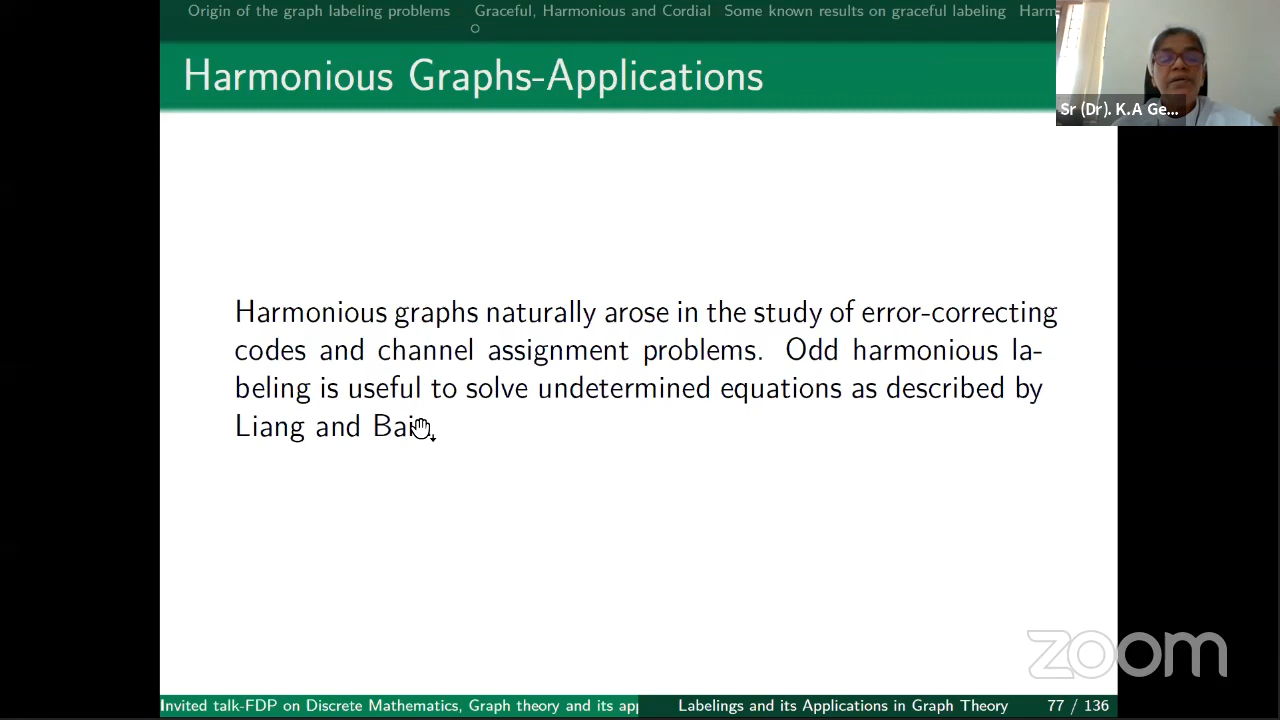 Origin of the graph labeling problems Graceful, Harmonious and Cordial Some known results on graceful labeling Harm
Harmonious Graphs-Applications
Sr (Dr). K.A Ge...
Harmonious graphs naturally arose in the study of error-correcting
codes and channel assignment problems. Odd harmonious la-
beling is useful to solve undetermined equations as described by
Liang and Bai
zoom
Invited talk-FDP on Discrete Mathematics, Graph theory and its app
Labelings and its Applications in Graph Theory 77 / 136